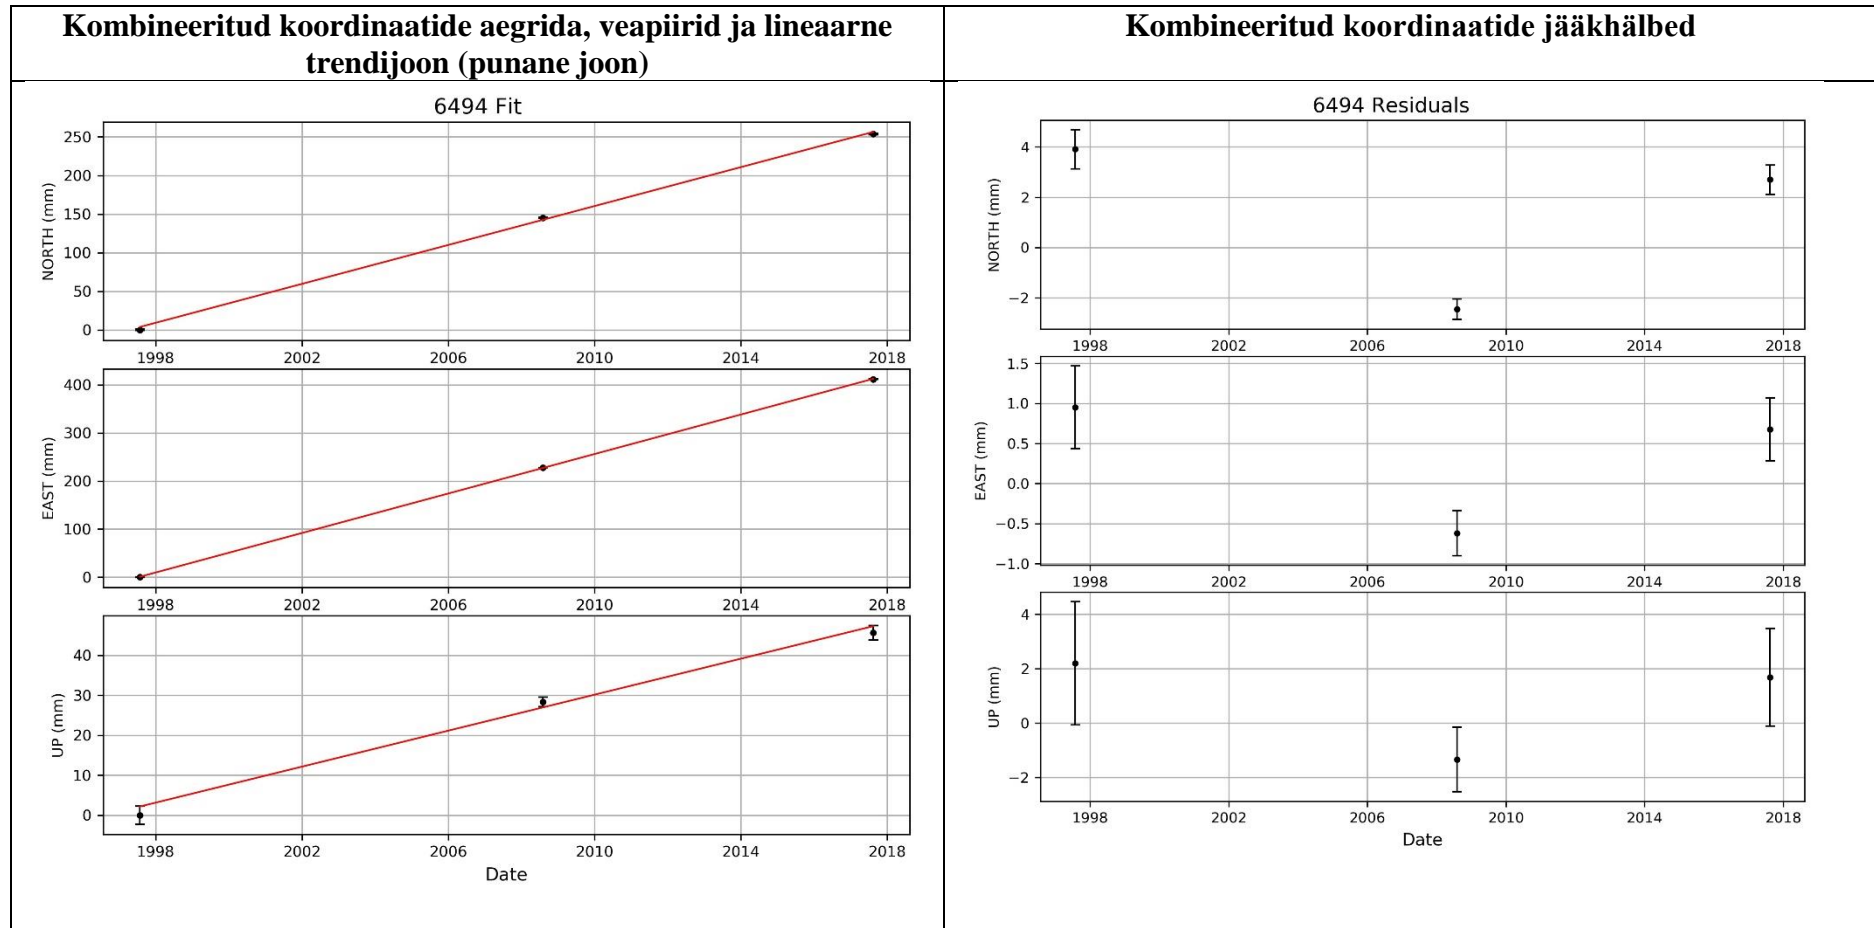 Kombineeritud koordinaatide aegrida, veapiirid ja lineaarne
trendijoon (punane joon)
Kombineeritud koordinaatide jääkhälbed
6494 Fit
250
200
150
100
50
0
NORTH (mm)
1998 2002 2006 2010 2014 2018
400
300
200
100
0
EAST (mm)
1998 2002 2006 2010 2014 2018
40
30
20
10
0
UP (mm)
1998 2002 2006 2010 2014 2018
Date
6494 Residuals
4
2
0
−2
NORTH (mm)
1998 2002 2006 2010 2014 2018
1.5
1.0
0.5
0.0
−0.5
−1.0
EAST (mm)
1998 2002 2006 2010 2014 2018
4
2
0
−2
UP (mm)
1998 2002 2006 2010 2014 2018
Date